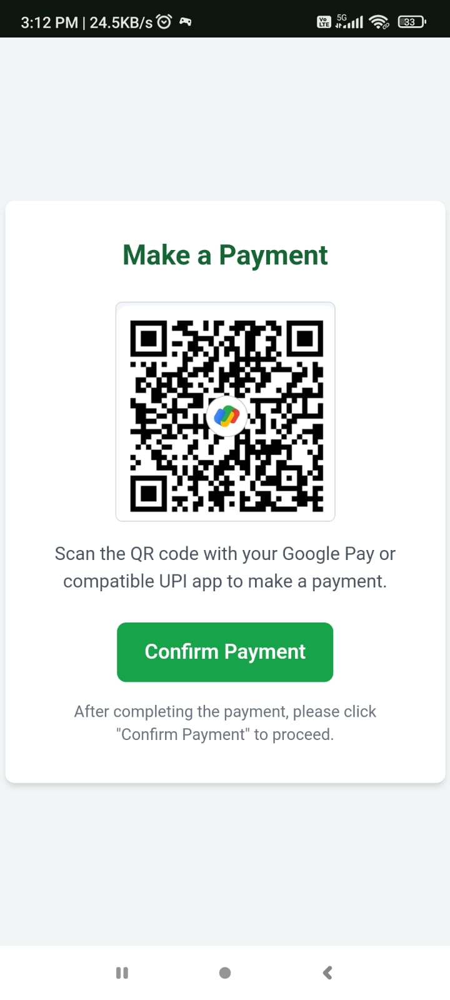 3:12 PM | 24.5KB/s
Vo LTE 5G 33
Make a Payment
Scan the QR code with your Google Pay or
compatible UPI app to make a payment.
Confirm Payment
After completing the payment, please click
"Confirm Payment" to proceed.